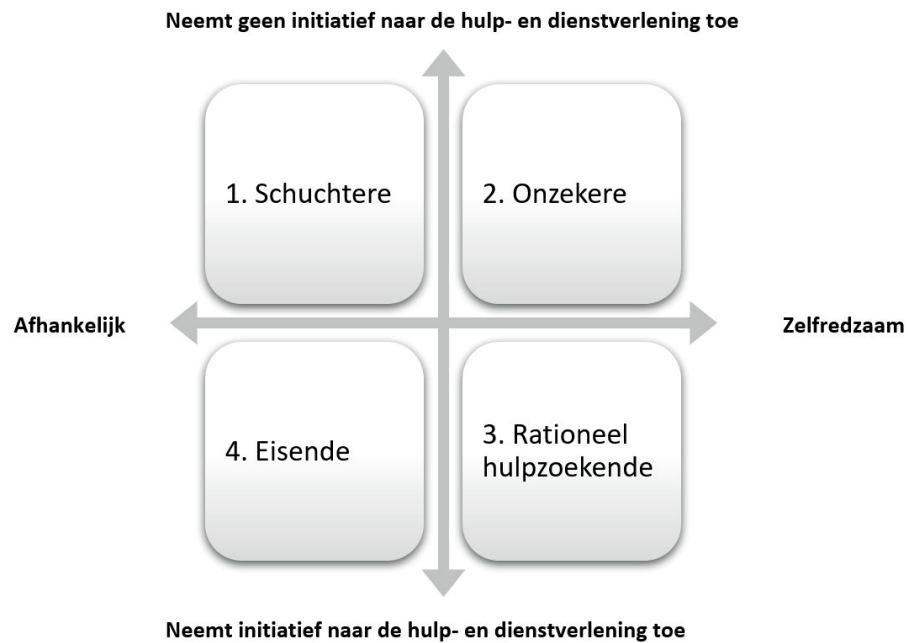 Neemt geen initiatief naar de hulp- en dienstverlening toe
1. Schuchtere
2. Onzekere
Afhankelijk
Zelfredzaam
4. Eisende
3. Rationeel
hulpzoekende
Neemt initiatief naar de hulp- en dienstverlening toe